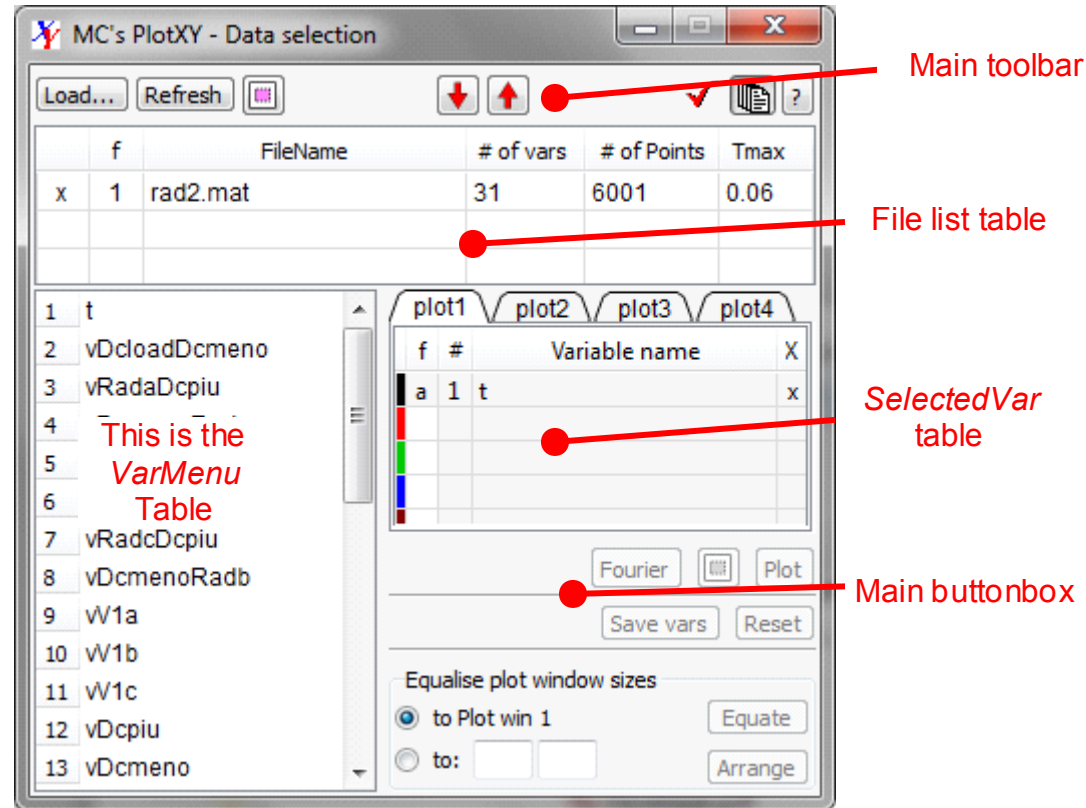 MC's PlotXY - Data selection
Main toolbar
Load... Refresh ?
f FileName # of vars # of Points Tmax
x 1 rad2.mat 31 6001 0.06
File list table
plot1 plot2 plot3 plot4
f # Variable name X
a 1 t x
SelectedVar
table
1 t
2 vDcloadDcmeno
3 vRadaDcpiu
4
5
6
This is the
VarMenu
Table
7 vRadcDcpiu
8 vDcmenoRadb
9 vV1a
10 vV1b
11 vV1c
12 vDcpiu
13 vDcmeno
Fourier Plot
Main buttonbox
Save vars Reset
Equalise plot window sizes
to Plot win 1 Equate
to: Arrange